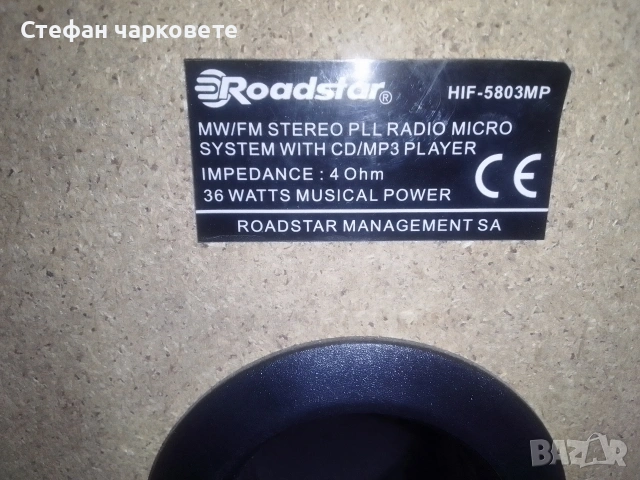 Стефан чарковете
Roadstar® HIF-5803MP
MW/FM STEREO PLL RADIO MICRO
SYSTEM WITH CD/MP3 PLAYER
IMPEDANCE : 4 Ohm
36 WATTS MUSICAL POWER
CE
ROADSTAR MANAGEMENT SA
BAZAR